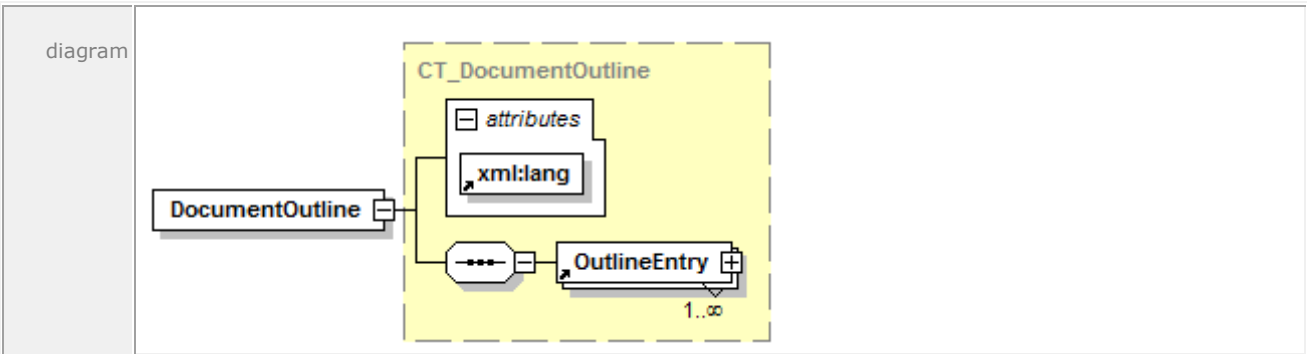 diagram
CT_DocumentOutline
attributes
xml:lang
DocumentOutline
OutlineEntry
1..∞